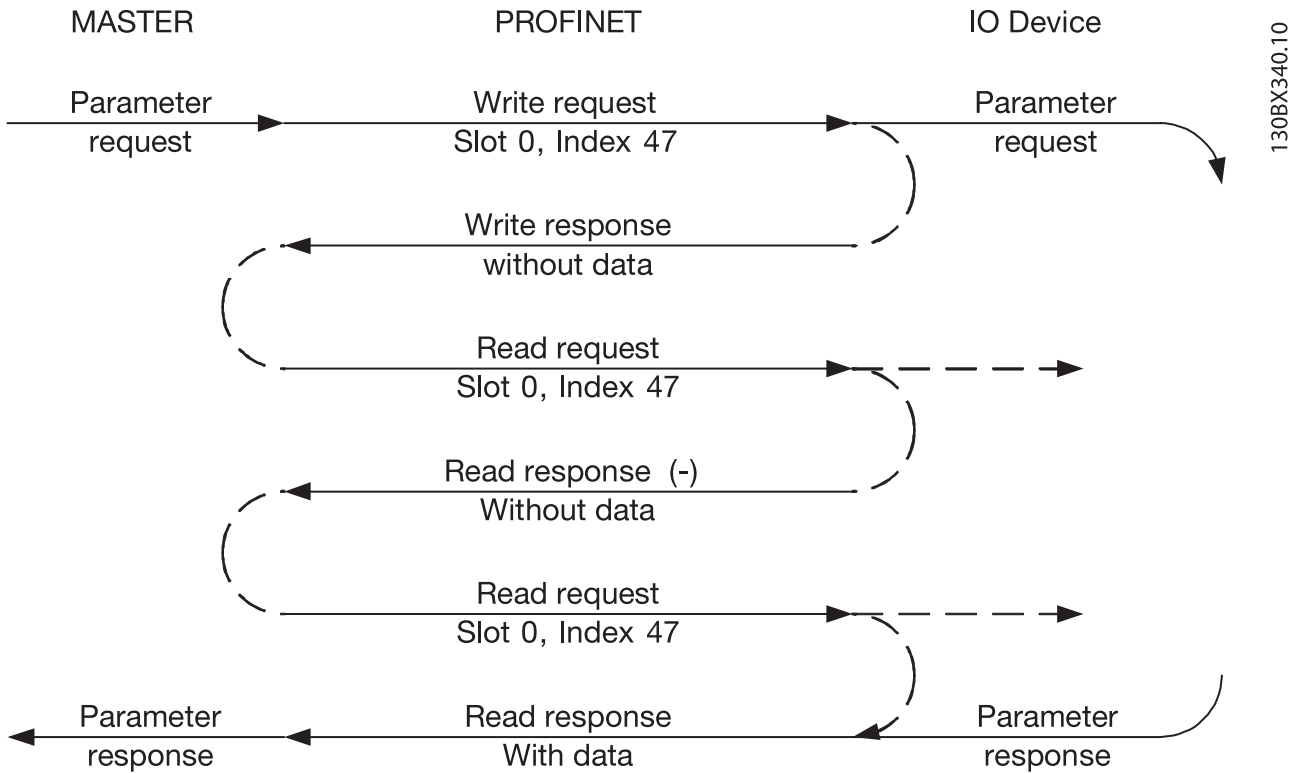 MASTER
PROFINET
IO Device
130BX340.10
Parameter
request
Write request
Slot 0, Index 47
Parameter
request
Write response
without data
Read request
Slot 0, Index 47
Read response (-)
Without data
Read request
Slot 0, Index 47
Parameter
response
Read response
With data
Parameter
response